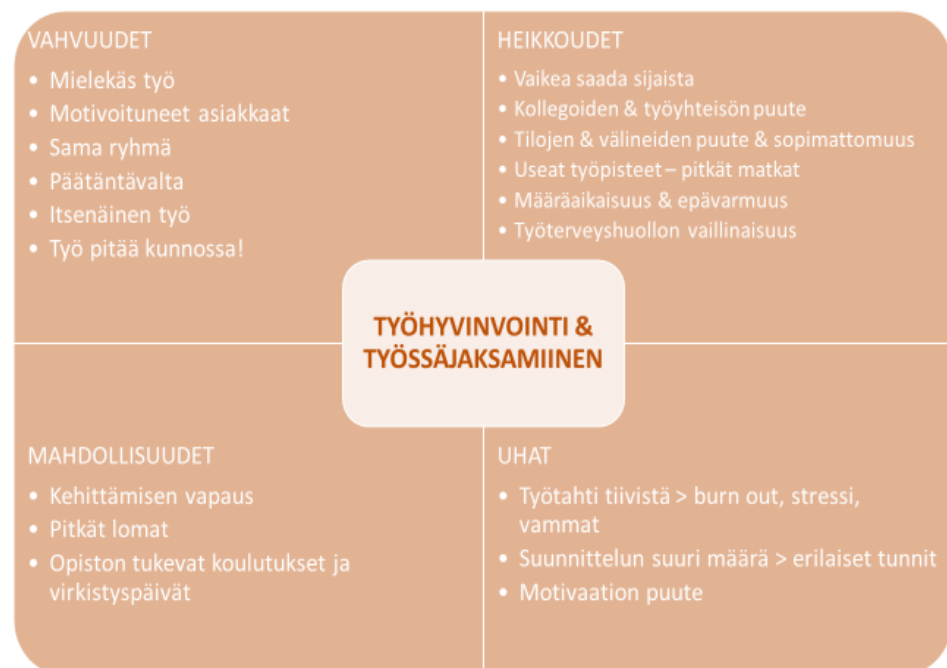 VAHVUUDET
• Mielekäs työ
• Motivoituneet asiakkaat
• Sama ryhmä
• Päätäntävalta
• Itsenäinen työ
• Työ pitää kunnossa!
HEIKKOUDET
• Vaikea saada sijaista
• Kollegoiden & työyhteisön puute
• Tilojen & välineiden puute & sopimattomuus
• Useat työpisteet – pitkät matkat
• Määräaikaisuus & epävarmuus
• Työterveyshuollon vaillinaisuus
TYÖHYVINVOINTI &
TYÖSSÄJAKSAMIINEN
MAHDOLLISUUDET
• Kehittämisen vapaus
• Pitkät lomat
• Opiston tukevat koulutukset ja
virkistyspäivät
UHAT
• Työtahti tiivistä > burn out, stressi,
vammat
• Suunnittelun suuri määrä > erilaiset tunnit
• Motivaation puute